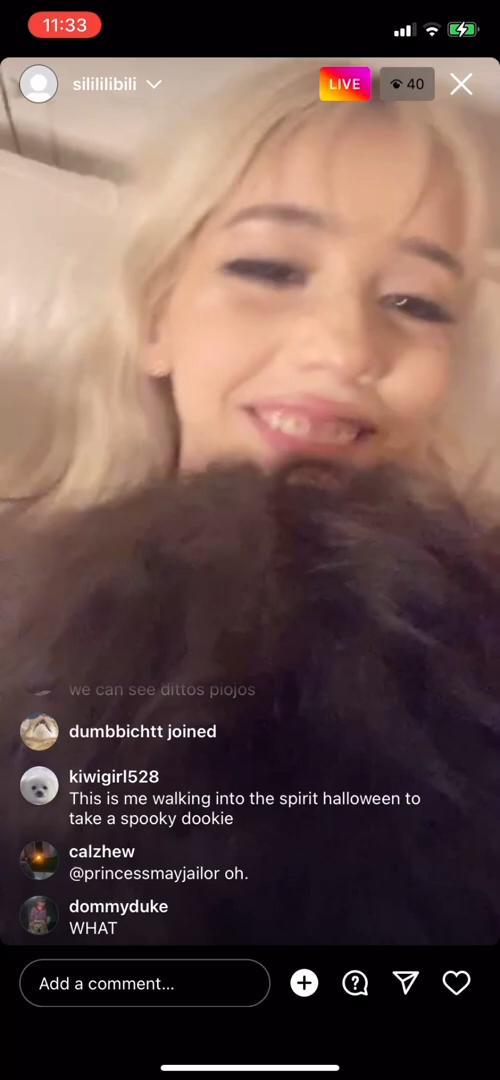 11:33
silililibili
LIVE
40
we can see dittos piojos
dumbbichtt joined
kiwigirl528
This is me walking into the spirit halloween to
take a spooky dookie
calzhew
@princessmayjailor oh.
dommyduke
WHAT
Add a comment...